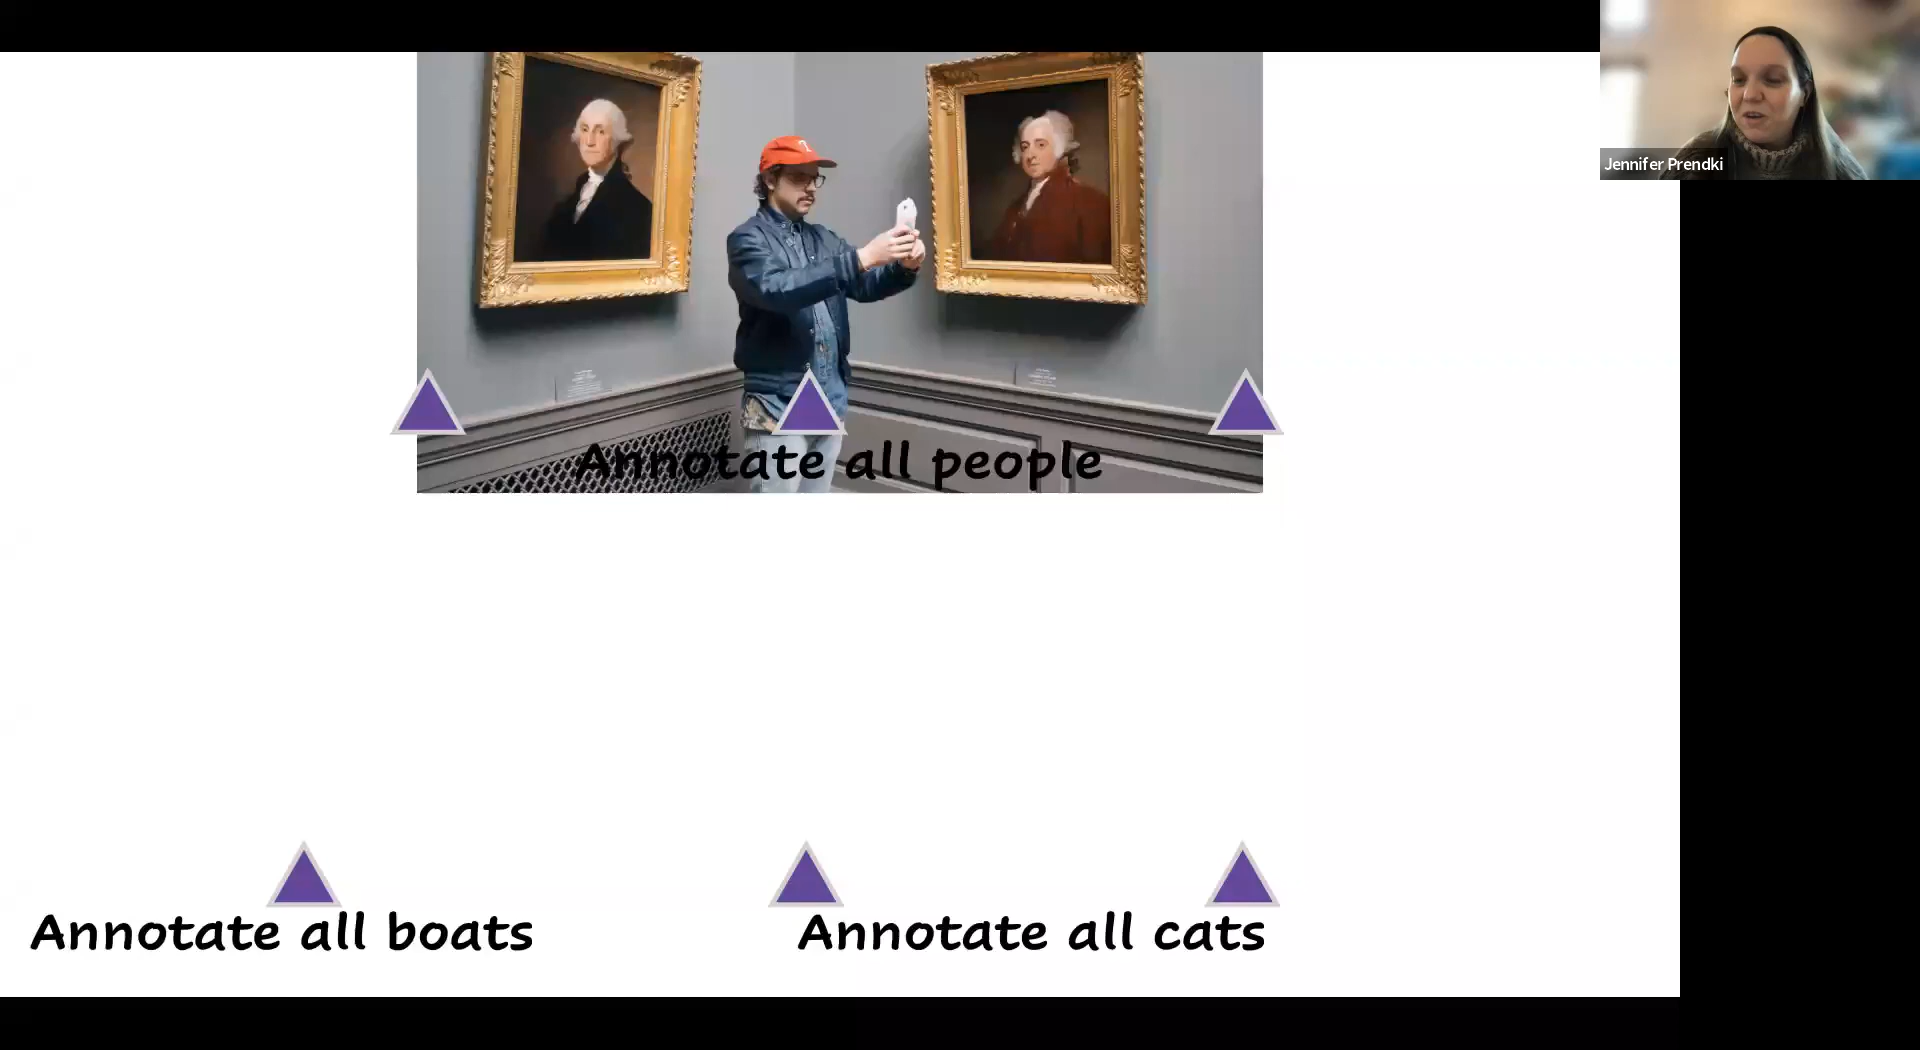 Jennifer Prendki
Annotate all people
Annotate all boats
Annotate all cats